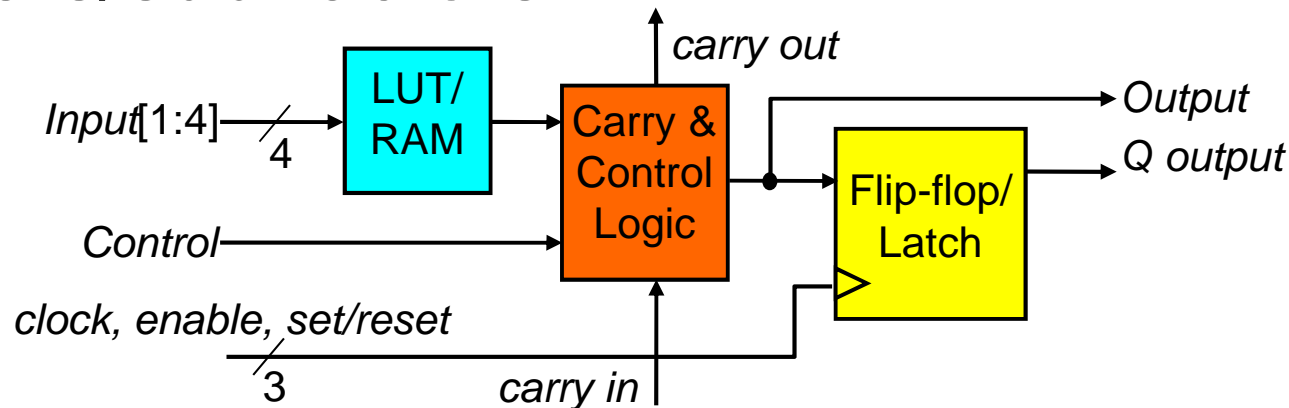 carry out
LUT/
RAM
Input[1:4]
4
Carry &
Control
Logic
Output
Q output
Flip-flop/
Latch
Control
clock, enable, set/reset
3
carry in